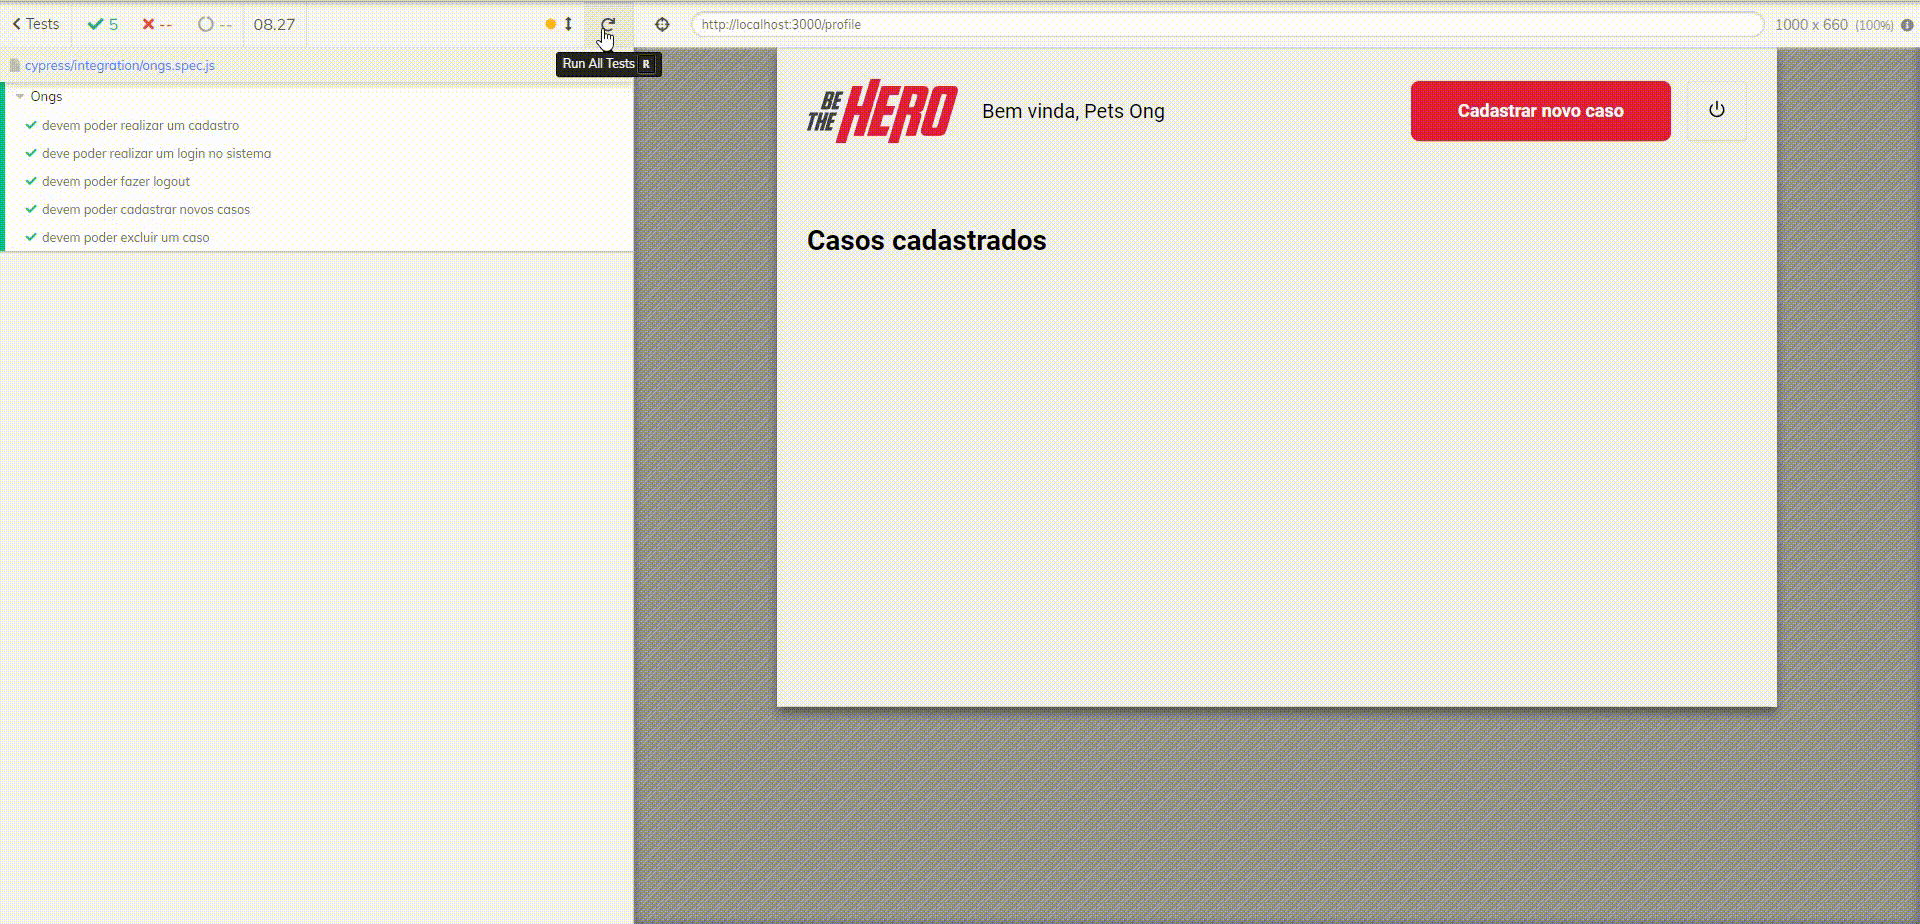 Tests 5 -- -- 08.27
http://localhost:3000/profile 1000 x 660 (100%)
Run All Tests R
cypress/integration/ongs.spec.js
Ongs
devem poder realizar um cadastro
deve poder realizar um login no sistema
devem poder fazer logout
devem poder cadastrar novos casos
devem poder excluir um caso
BE THE HERO
Bem vinda, Pets Ong
Cadastrar novo caso
Casos cadastrados